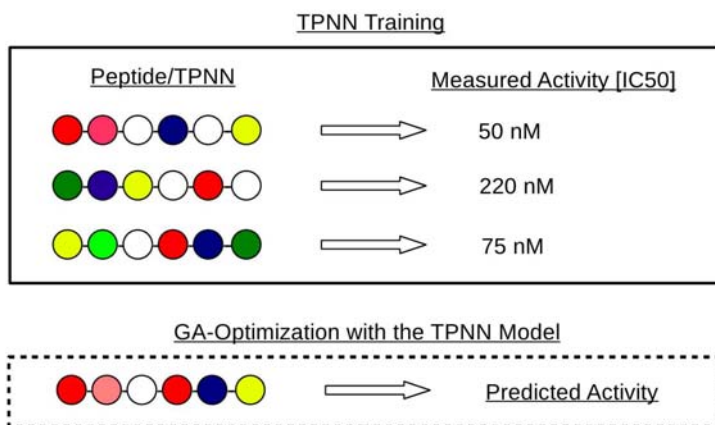 TPNN Training
Peptide/TPNN
Measured Activity [IC50]
50 nM
220 nM
75 nM
GA-Optimization with the TPNN Model
Predicted Activity